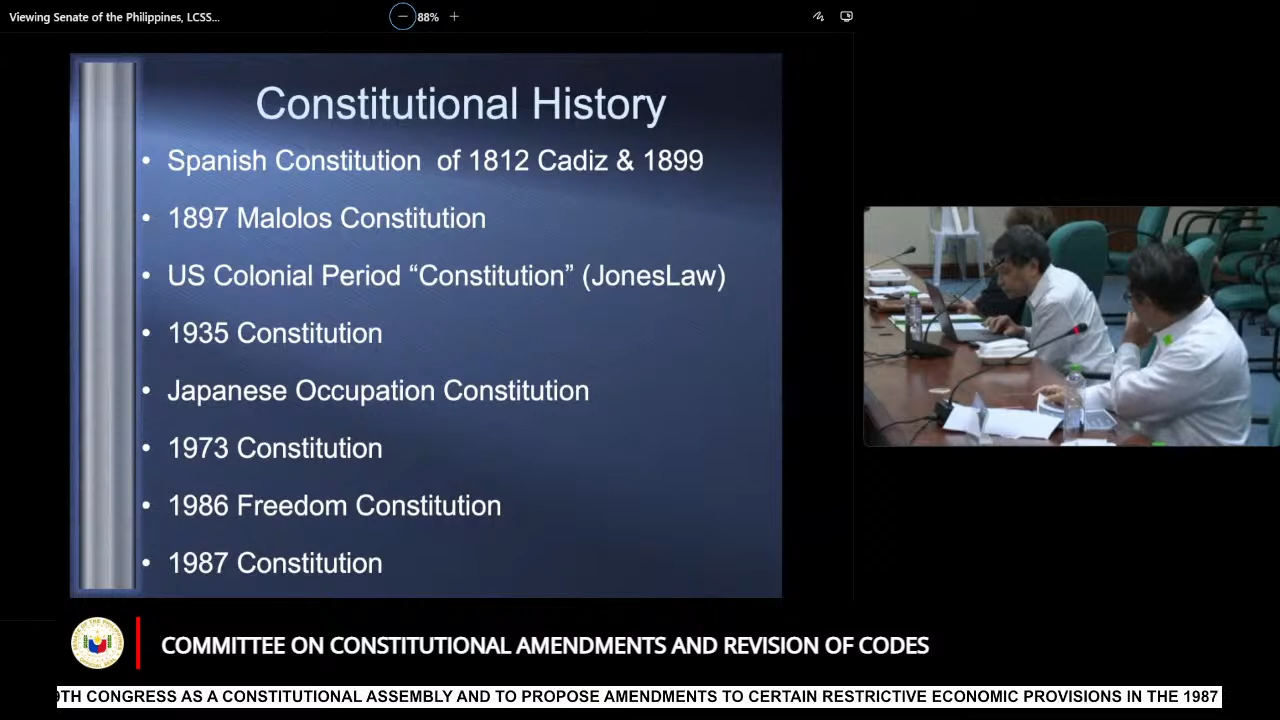 Viewing Senate of the Philippines, LCSS...
88%
Constitutional History
• Spanish Constitution of 1812 Cadiz & 1899
• 1897 Malolos Constitution
• US Colonial Period “Constitution” (JonesLaw)
• 1935 Constitution
• Japanese Occupation Constitution
• 1973 Constitution
• 1986 Freedom Constitution
• 1987 Constitution
COMMITTEE ON CONSTITUTIONAL AMENDMENTS AND REVISION OF CODES
9TH CONGRESS AS A CONSTITUTIONAL ASSEMBLY AND TO PROPOSE AMENDMENTS TO CERTAIN RESTRICTIVE ECONOMIC PROVISIONS IN THE 1987